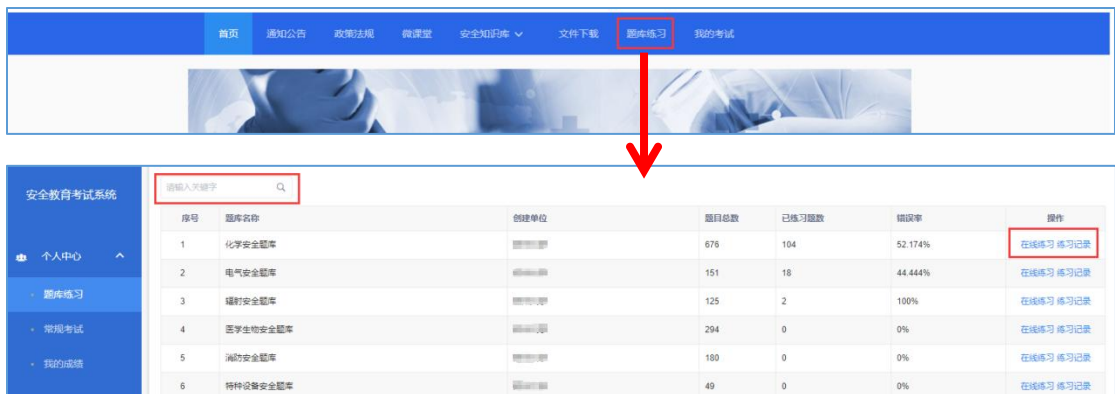 首页 通知公告 政策法规 微课堂 安全知识库 文件下载 题库练习 我的考试
安全教育考试系统
请输入关键字
序号 题库名称 创建单位 题目总数 已练习题数 错误率 操作
1 化学安全题库 676 104 52.174% 在线练习 练习记录
个人中心
2 电气安全题库 151 18 44.444% 在线练习 练习记录
题库练习
3 辐射安全题库 125 2 100% 在线练习 练习记录
常规考试
4 医学生物安全题库 294 0 0% 在线练习 练习记录
我的成绩
5 消防安全题库 180 0 0% 在线练习 练习记录
6 特种设备安全题库 49 0 0% 在线练习 练习记录